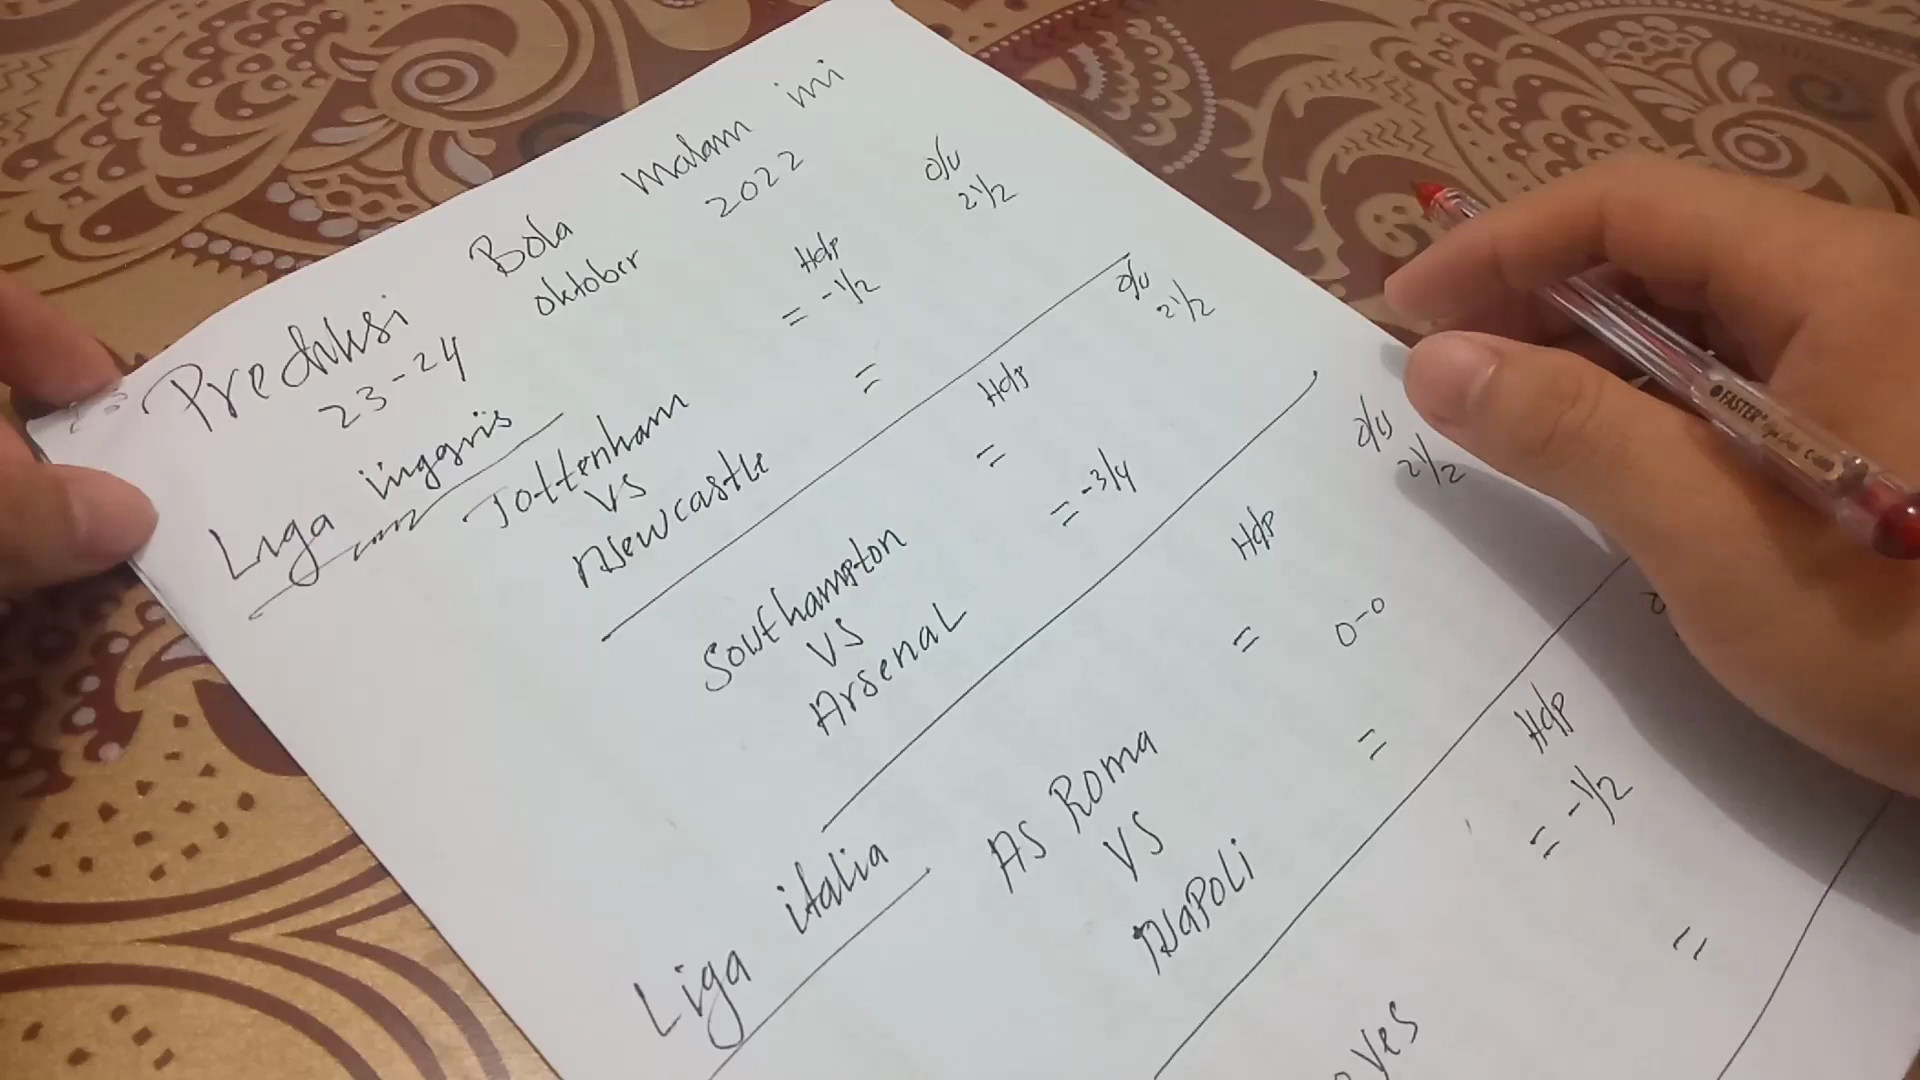 Prediksi Bola malam ini
23-24 oktober 2022
Liga inggris
Hdp O/U
Tottenham = -1/2 2 1/2
VS
Newcastle =
Hdp O/U
Southampton = 2 1/2
VS
Arsenal = -3/4
Liga italia
Hdp O/U
As Roma = 0-0 2 1/2
VS
Napoli =
Hdp
= -1/2
=
FASTER